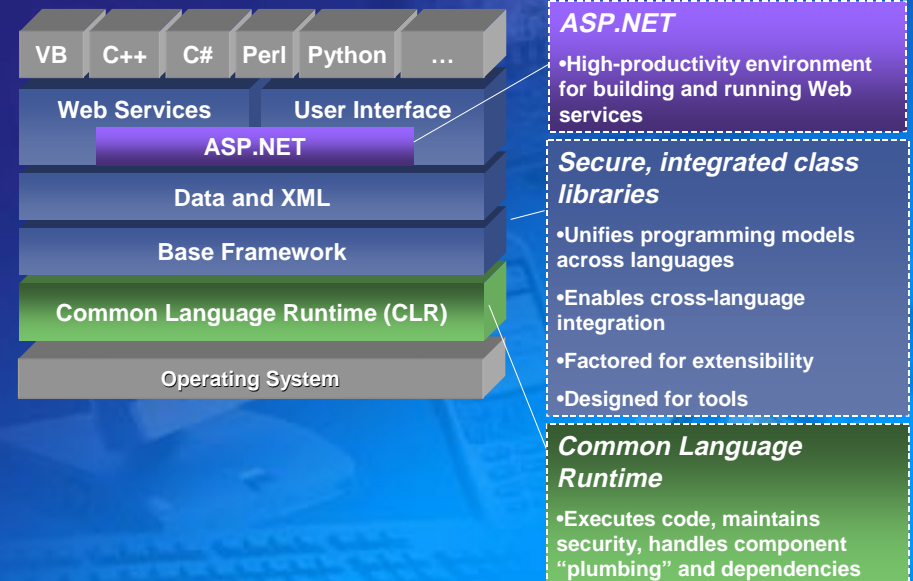 VB C++ C# Perl Python …
Web Services User Interface
ASP.NET
Data and XML
Base Framework
Common Language Runtime (CLR)
Operating System
ASP.NET
•High-productivity environment
for building and running Web
services
Secure, integrated class
libraries
•Unifies programming models
across languages
•Enables cross-language
integration
•Factored for extensibility
•Designed for tools
Common Language
Runtime
•Executes code, maintains
security, handles component
“plumbing” and dependencies